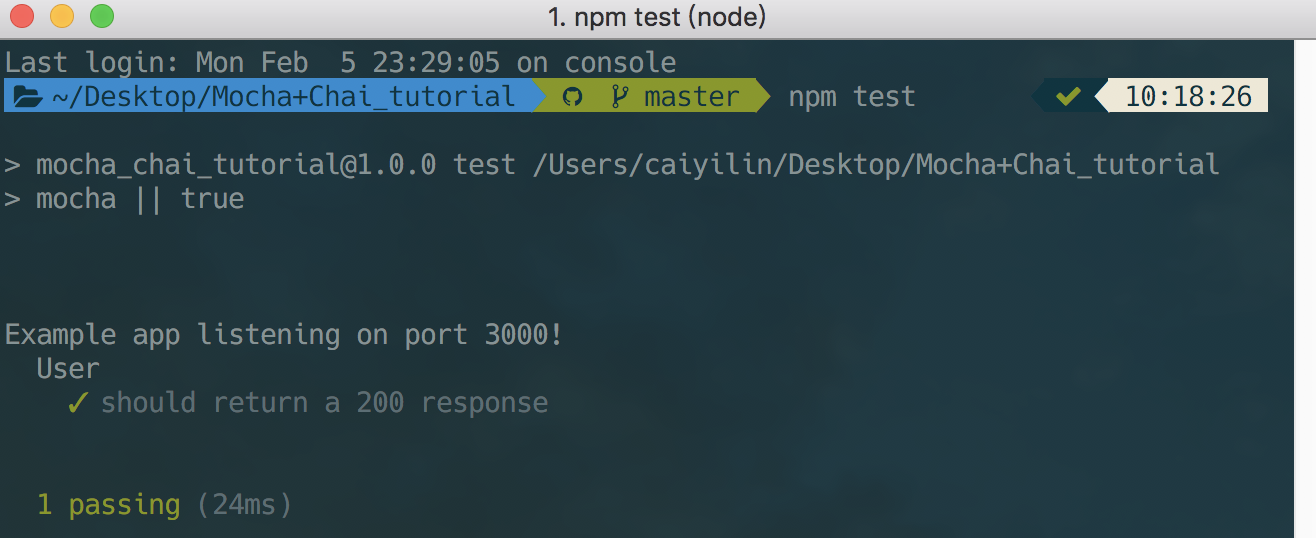 1. npm test (node)
Last login: Mon Feb  5 23:29:05 on console
~/Desktop/Mocha+Chai_tutorial master npm test 10:18:26
> mocha_chai_tutorial@1.0.0 test /Users/caiyilin/Desktop/Mocha+Chai_tutorial
> mocha || true
Example app listening on port 3000!
User
✓ should return a 200 response
1 passing (24ms)